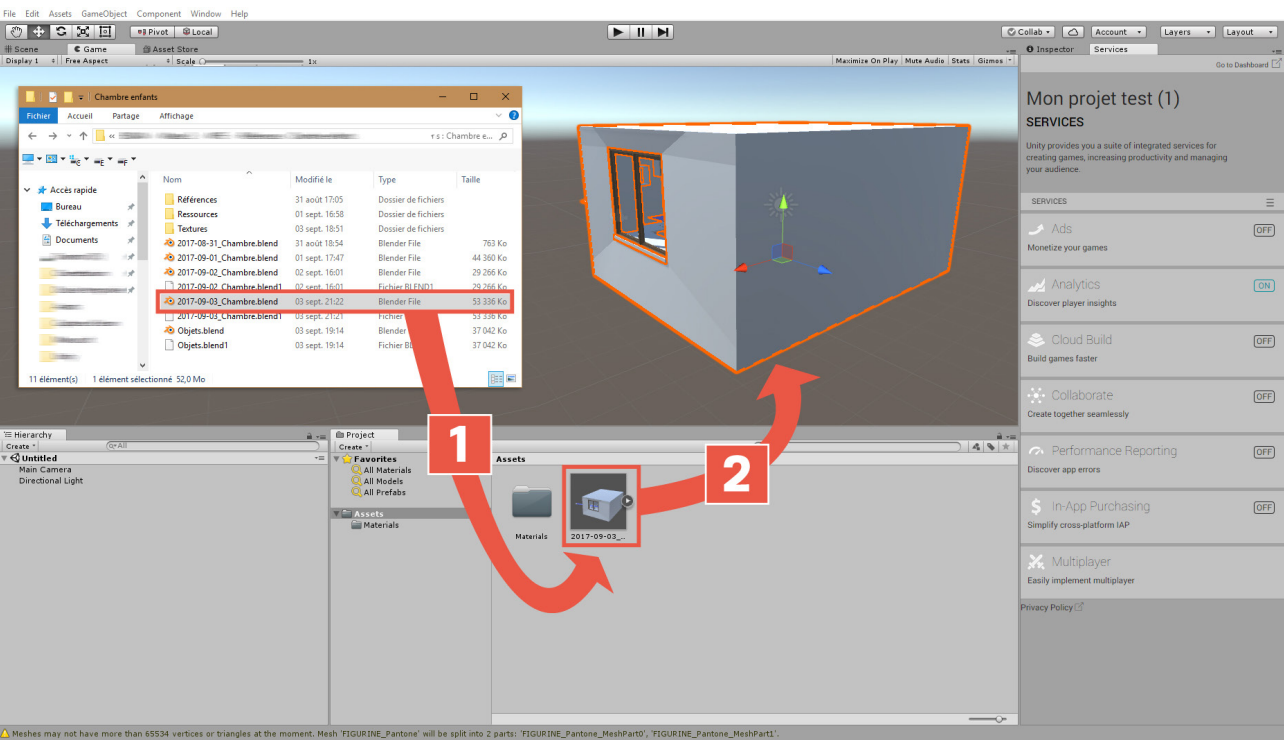 File Edit Assets GameObject Component Window Help
Pivot Local
Collab Account Layers Layout
Scene Game Asset Store
Inspector Services
Display 1 Free Aspect Scale 1x Maximize On Play Mute Audio Stats Gizmos
Go to Dashboard
Chambre enfants
Fichier Accueil Partage Affichage
« r s : Chambre e...
Nom Modifié le Type Taille
Accès rapide
Bureau
Téléchargements
Documents
Références 31 août 17:05 Dossier de fichiers
Ressources 01 sept. 16:58 Dossier de fichiers
Textures 03 sept. 18:51 Dossier de fichiers
2017-08-31_Chambre.blend 31 août 18:54 Blender File 763 Ko
2017-09-01_Chambre.blend 01 sept. 17:47 Blender File 44 360 Ko
2017-09-02_Chambre.blend 02 sept. 16:01 Blender File 29 266 Ko
2017-09-02_Chambre.blend1 02 sept. 16:01 Fichier BLEND1 29 266 Ko
2017-09-03_Chambre.blend 03 sept. 21:22 Blender File 53 336 Ko
2017-09-03_Chambre.blend1 03 sept. 21:21 Fichier 53 336 Ko
Objets.blend 03 sept. 19:14 Blender 37 042 Ko
Objets.blend1 03 sept. 19:14 Fichier 37 042 Ko
11 élément(s) 1 élément sélectionné 52,0 Mo
Mon projet test (1)
SERVICES
Unity provides you a suite of integrated services for
creating games, increasing productivity and managing
your audience.
SERVICES
Ads OFF
Monetize your games
Analytics ON
Discover player insights
Cloud Build OFF
Build games faster
Collaborate OFF
Create together seamlessly
Performance Reporting OFF
Discover app errors
In-App Purchasing OFF
Simplify cross-platform IAP
Multiplayer
Easily implement multiplayer
Privacy Policy
Hierarchy
Create All
Untitled
Main Camera
Directional Light
Project
Create
Favorites
All Materials
All Models
All Prefabs
Assets
Materials
Assets
Materials 2017-09-03_...
1
2
Meshes may not have more than 65534 vertices or triangles at the moment. Mesh 'FIGURINE_Pantone' will be split into 2 parts: 'FIGURINE_Pantone_MeshPart0', 'FIGURINE_Pantone_MeshPart1'.